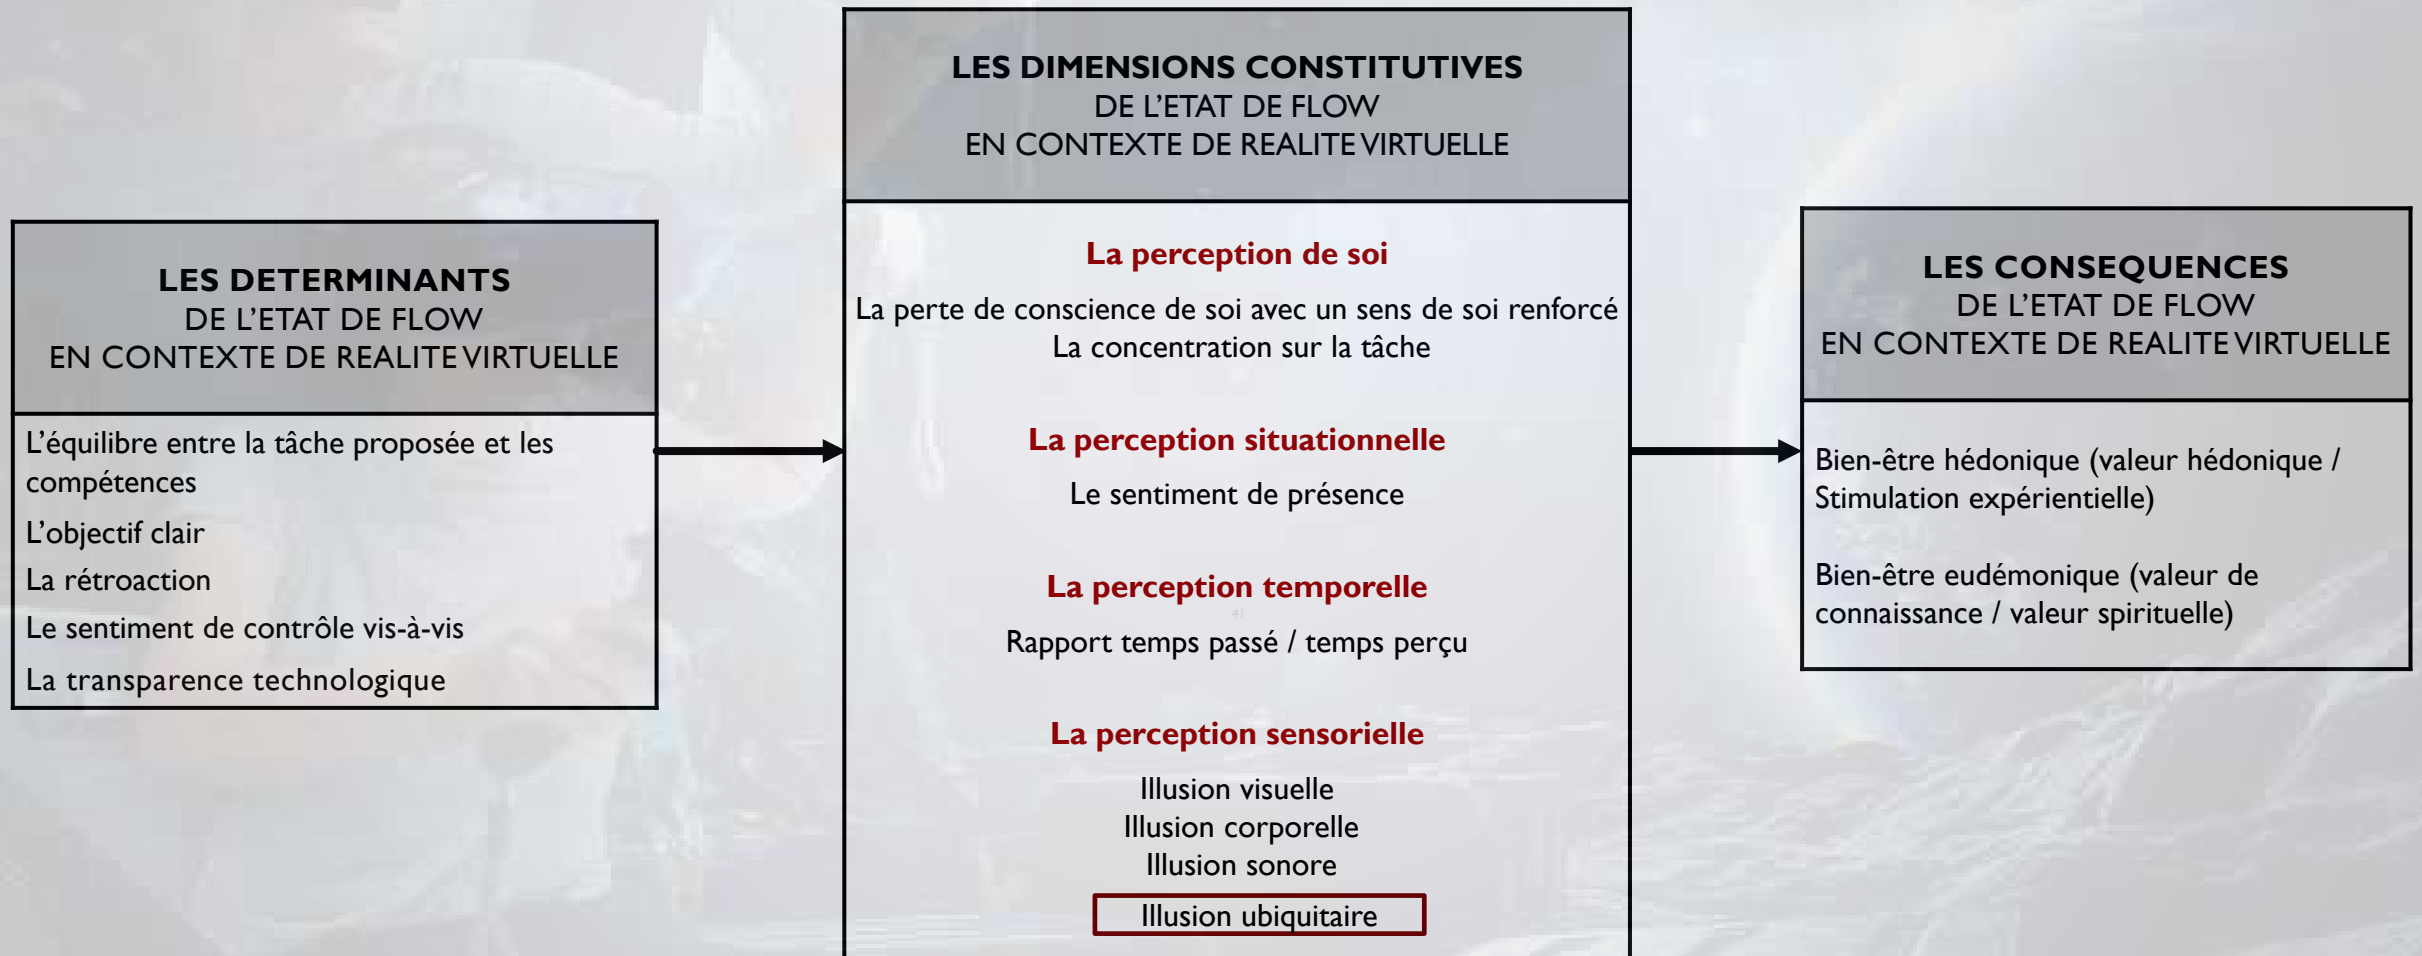 LES DETERMINANTS
DE L'ETAT DE FLOW
EN CONTEXTE DE REALITE VIRTUELLE
L'équilibre entre la tâche proposée et les
compétences
L'objectif clair
La rétroaction
Le sentiment de contrôle vis-à-vis
La transparence technologique
LES DIMENSIONS CONSTITUTIVES
DE L'ETAT DE FLOW
EN CONTEXTE DE REALITE VIRTUELLE
La perception de soi
La perte de conscience de soi avec un sens de soi renforcé
La concentration sur la tâche
La perception situationnelle
Le sentiment de présence
La perception temporelle
41
Rapport temps passé / temps perçu
La perception sensorielle
Illusion visuelle
Illusion corporelle
Illusion sonore
Illusion ubiquitaire
LES CONSEQUENCES
DE L'ETAT DE FLOW
EN CONTEXTE DE REALITE VIRTUELLE
Bien-être hédonique (valeur hédonique /
Stimulation expérientielle)
Bien-être eudémonique (valeur de
connaissance / valeur spirituelle)